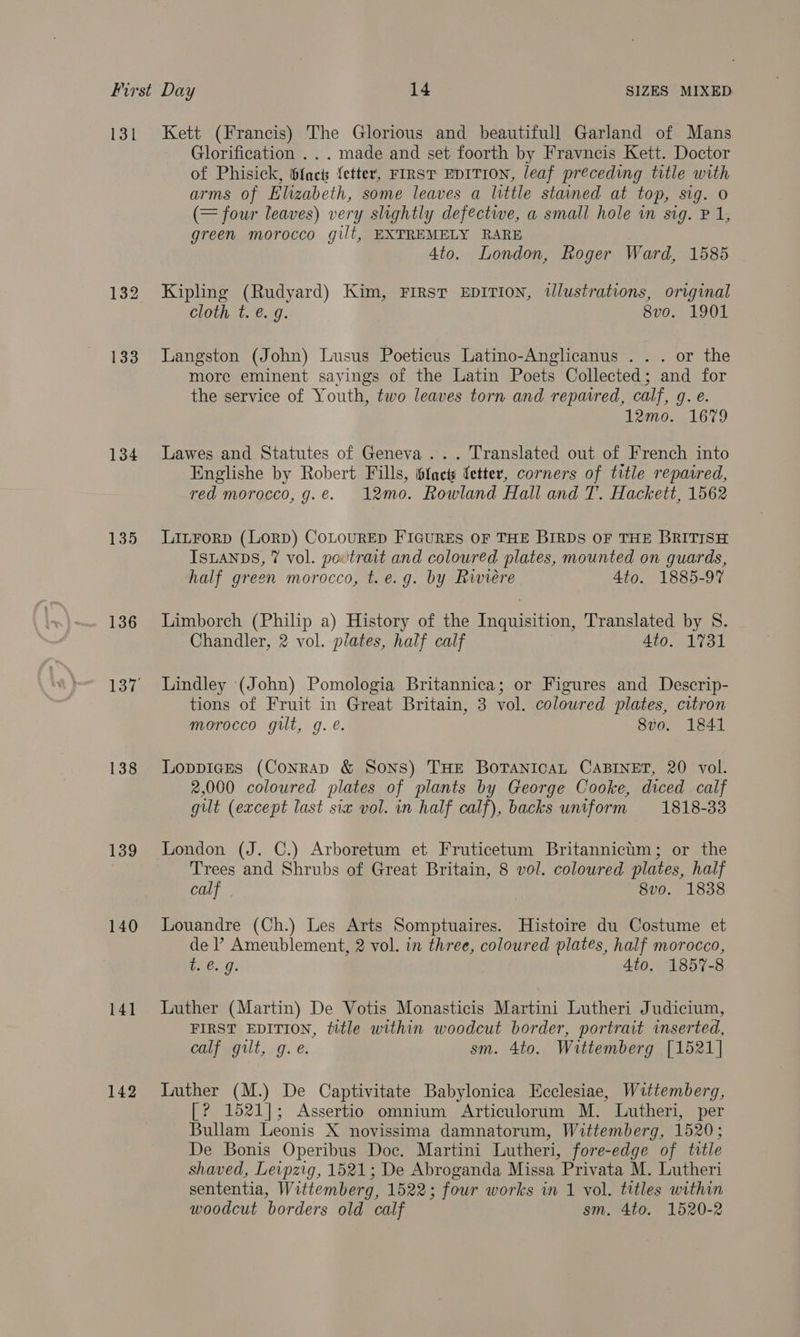 First Day 14 SIZES MIXED
131 Kett (Francis) The Glorious and beautifull Garland of Mans
Glorification . . . made and set foorth by Fravncis Kett. Doctor
of Phisick, black letter, FIRST EDITION, leaf preceding title with
arms of Elizabeth, some leaves a little stained at top, sig. O
(= four leaves) very slightly defective, a small hole in sig. P 1,
green morocco gilt, EXTREMELY RARE
4to. London, Roger Ward, 1585
132 Kipling (Rudyard) Kim, FIRST EDITION, illustrations, original
cloth t. e. g. 8vo. 1901
133 Langston (John) Lusus Poeticus Latino-Anglicanus . . . or the
more eminent sayings of the Latin Poets Collected; and for
the service of Youth, two leaves torn and repaired, calf, g. e.
12mo. 1679
134 Lawes and Statutes of Geneva . . . Translated out of French into
Englishe by Robert Fills, black letter, corners of title repaired,
red morocco, g. e. 12mo. Rowland Hall and T. Hackett, 1562
135 LILFORD (LORD) COLOURED FIGURES OF THE BIRDS OF THE BRITISH
ISLANDS, 7 vol. portrait and coloured plates, mounted on guards,
half green morocco, t. e. g. by Rivière 4to. 1885-97
136 Limborch (Philip a) History of the Inquisition, Translated by S.
Chandler, 2 vol. plates, half calf 4to. 1731
137 Lindley (John) Pomologia Britannica; or Figures and Descrip-
tions of Fruit in Great Britain, 3 vol. coloured plates, citron
morocco gilt, g. e. 8vo. 1841
138 LODDIGES (CONRAD & SONS) THE BOTANICAL CABINET, 20 vol.
2,000 coloured plates of plants by George Cooke, diced calf
gilt (except last six vol. in half calf), backs uniform 1818-33
139 London (J. C.) Arboretum et Fruticetum Britannicum; or the
Trees and Shrubs of Great Britain, 8 vol. coloured plates, half
calf 8vo. 1838
140 Louandre (Ch.) Les Arts Somptuaires. Histoire du Costume et
de l' Ameublement, 2 vol. in three, coloured plates, half morocco,
t. e. g. 4to. 1857-8
141 Luther (Martin) De Votis Monasticis Martini Lutheri Judicium,
FIRST EDITION, title within woodcut border, portrait inserted,
calf gilt, g. e. sm. 4to. Wittemberg [1521]
142 Luther (M.) De Captivitate Babylonica Ecclesiae, Wittemberg,
[? 1521]; Assertio omnium Articulorum M. Lutheri, per
Bullam Leonis X novissima damnatorum, Wittemberg, 1520;
De Bonis Operibus Doc. Martini Lutheri, fore-edge of title
shaved, Leipzig, 1521; De Abroganda Missa Privata M. Lutheri
sententia, Wittemberg, 1522; four works in 1 vol. titles within
woodcut borders old calf sm. 4to. 1520-2